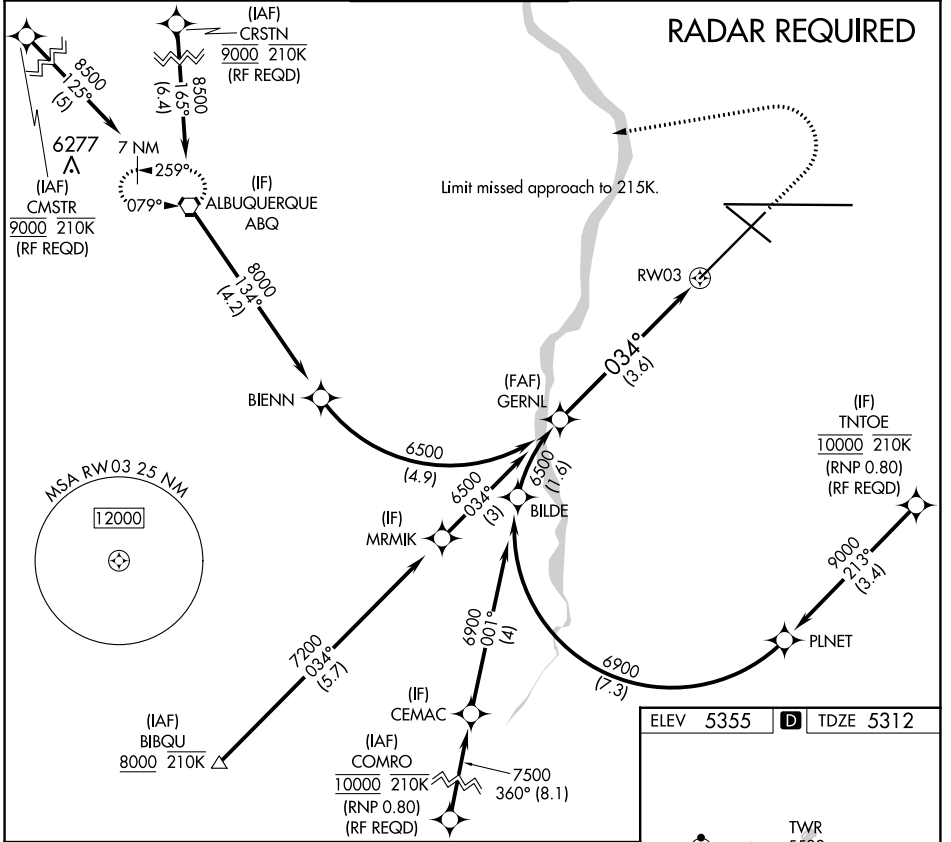 RADAR REQUIRED
(IAF)
CRSTN
9000 210K
(RF REQD)
8500
165°
(6.4)
8500
125°
(5)
6277
(IAF)
CMSTR
9000 210K
(RF REQD)
7 NM
259°
079°
(IF)
ALBUQUERQUE
ABQ
Limit missed approach to 215K.
RW03
8000
134°
(4.2)
034°
(3.6)
BIENN
(FAF)
GERNL
6500
(4.9)
6500
(1.6)
6500
034°
(3)
BILDE
(IF)
TNTOE
10000 210K
(RNP 0.80)
(RF REQD)
9000
213°
(3.4)
MSA RW03 25 NM
12000
(IF)
MRMIK
PLNET
7200
034°
(5.7)
6900
001°
(4)
6900
(7.3)
(IF)
CEMAC
(IAF)
BIBQU
8000 210K
(IAF)
COMRO
10000 210K
(RNP 0.80)
(RF REQD)
7500
360° (8.1)
ELEV 5355 D TDZE 5312
TWR